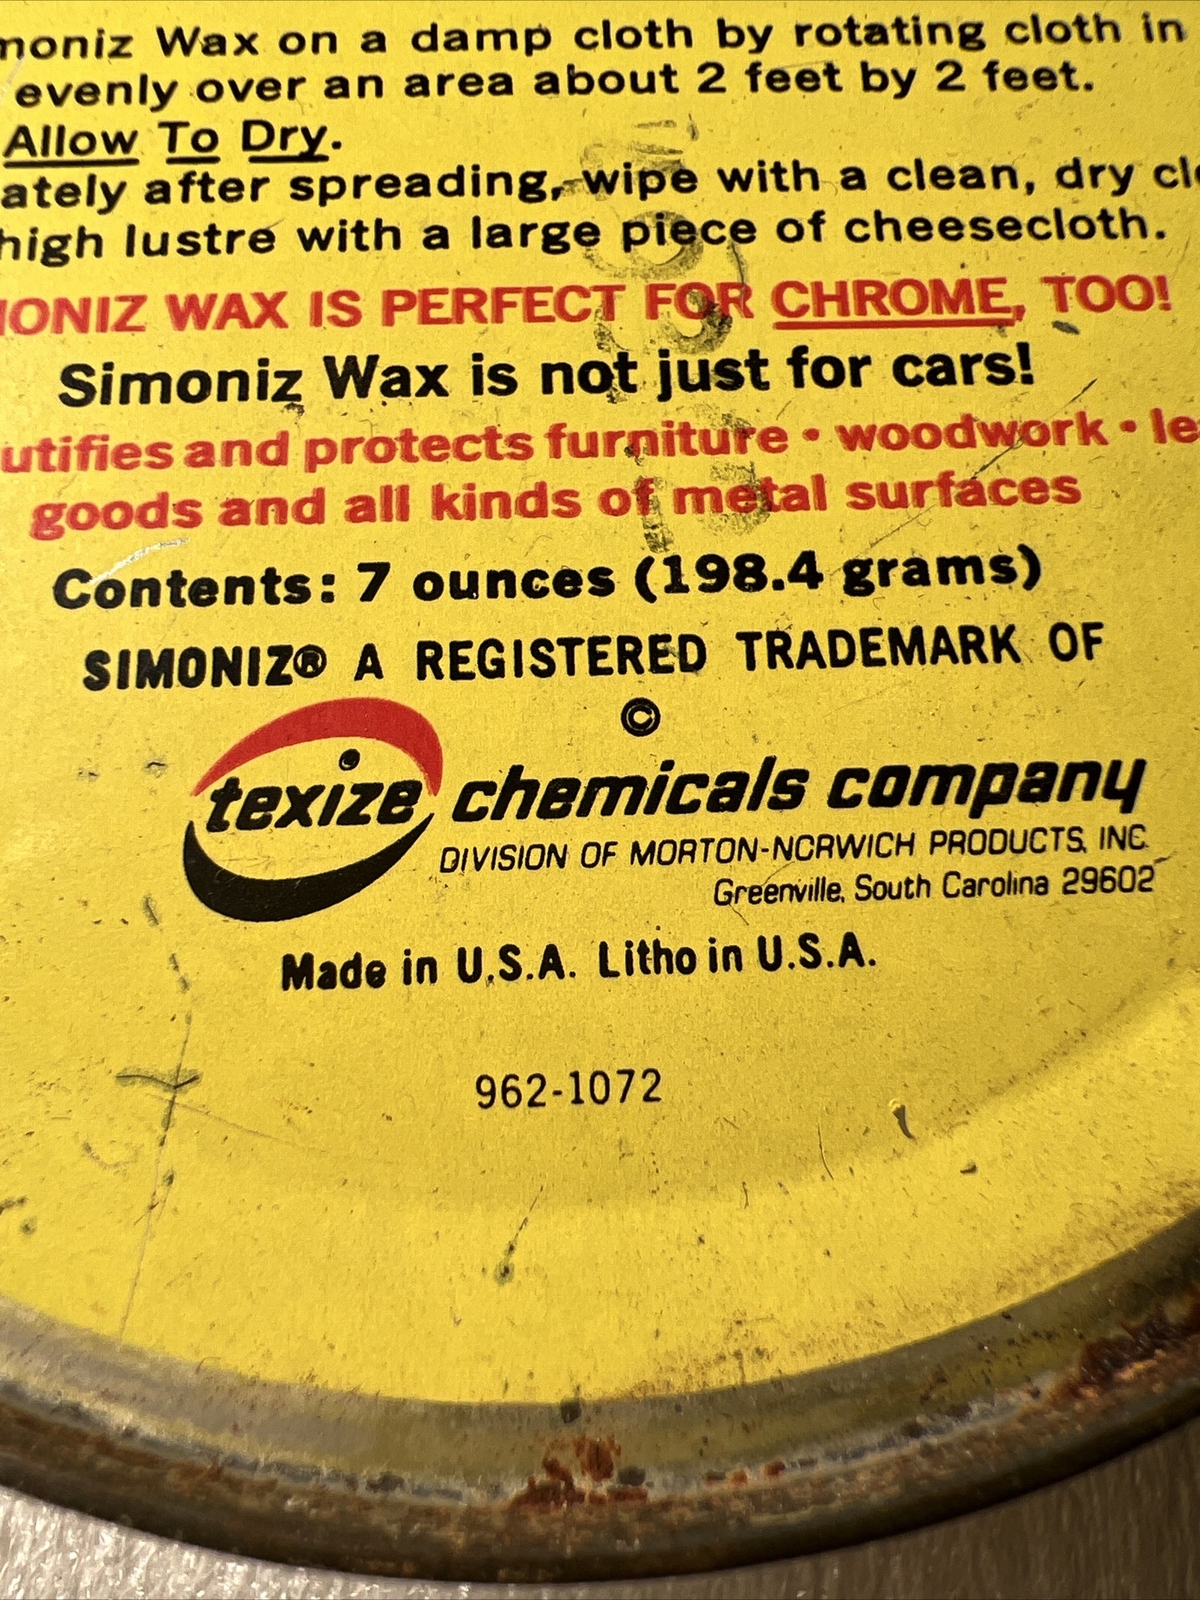 moniz Wax on a damp cloth by rotating cloth in
evenly over an area about 2 feet by 2 feet.
Allow To Dry.
ately after spreading, wipe with a clean, dry clo
high lustre with a large piece of cheesecloth.
MONIZ WAX IS PERFECT FOR CHROME, TOO!
Simoniz Wax is not just for cars!
utifies and protects furniture • woodwork • le
goods and all kinds of metal surfaces
Contents: 7 ounces (198.4 grams)
SIMONIZ® A REGISTERED TRADEMARK OF
©
texize chemicals company
DIVISION OF MORTON-NORWICH PRODUCTS, INC.
Greenville, South Carolina 29602
Made in U.S.A. Litho in U.S.A.
962-1072